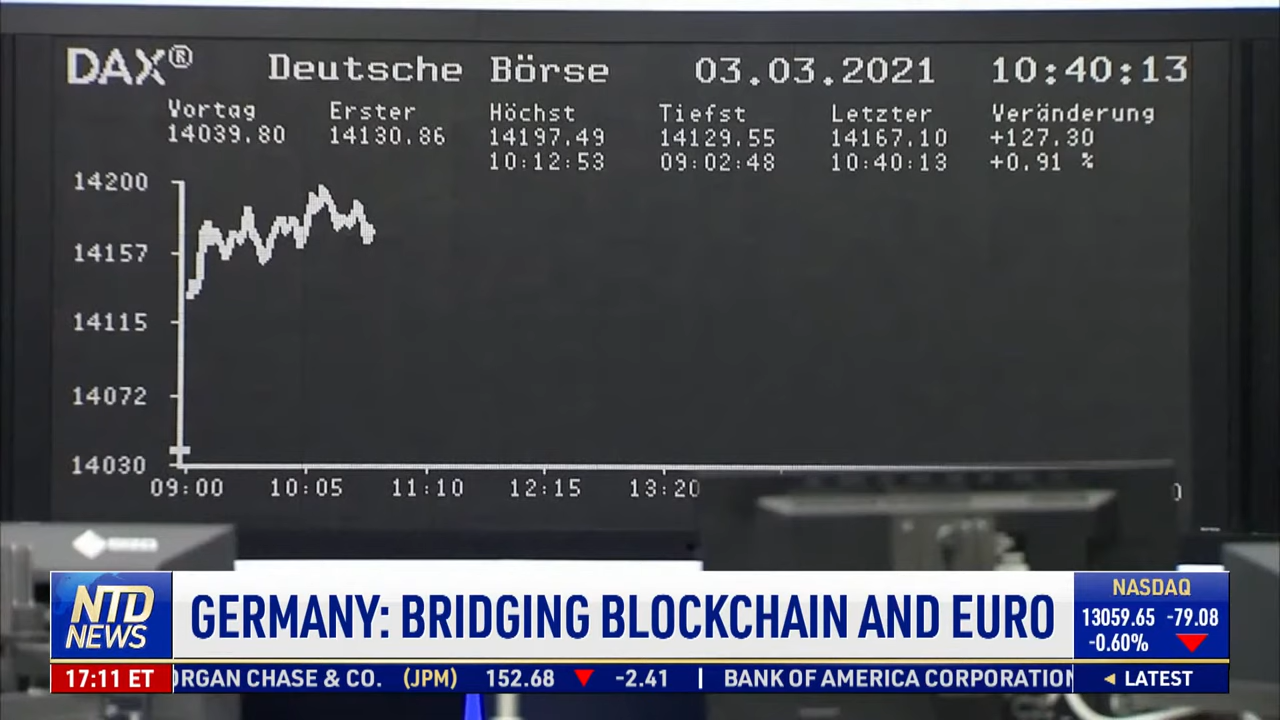 DAX® Deutsche Börse 03.03.2021 10:40:13
Vortag Erster Höchst Tiefst Letzter Veränderung
14039.80 14130.86 14197.49 14129.55 14167.10 +127.30
10:12:53 09:02:48 10:40:13 +0.91 %
14200
14157
14115
14072
14030
09:00 10:05 11:10 12:15 13:20
NTD NEWS
GERMANY: BRIDGING BLOCKCHAIN AND EURO
NASDAQ
13059.65 -79.08
-0.60%
17:11 ET ORGAN CHASE & CO. (JPM) 152.68 -2.41 | BANK OF AMERICA CORPORATION
LATEST